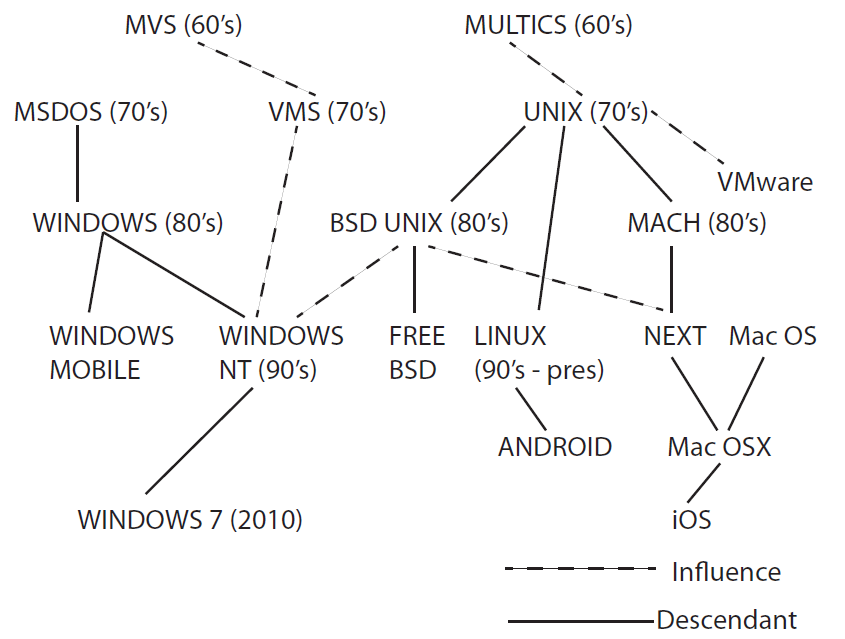 MVS (60’s)
MULTICS (60’s)
MSDOS (70’s)
VMS (70’s)
UNIX (70’s)
VMware
WINDOWS (80’s)
BSD UNIX (80’s)
MACH (80’s)
WINDOWS
MOBILE
WINDOWS
NT (90’s)
FREE
BSD
LINUX
(90’s - pres)
NEXT
Mac OS
ANDROID
Mac OSX
WINDOWS 7 (2010)
iOS
Influence
Descendant